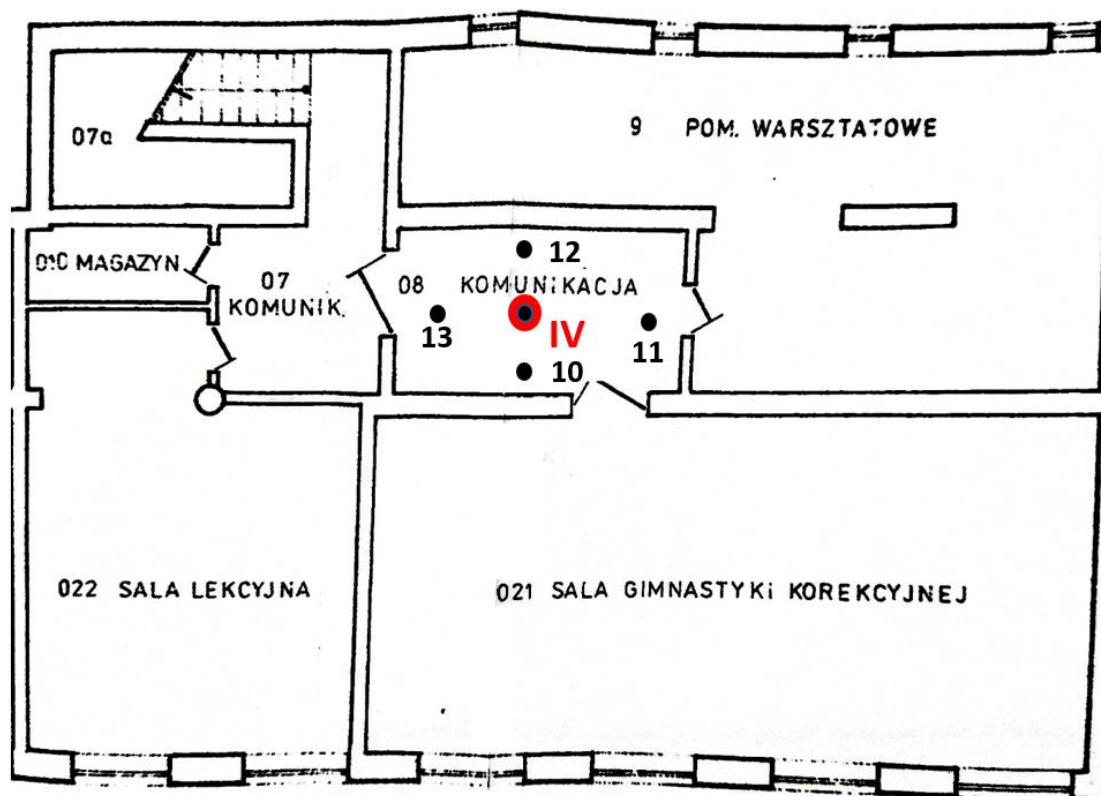 07a
9 POM. WARSZTATOWE
010 MAGAZYN
07
KOMUNIK.
12
08 KOMUNIKACJA
13
IV
11
10
022 SALA LEKCYJNA
021 SALA GIMNASTYKi KOREKCYJNEJ